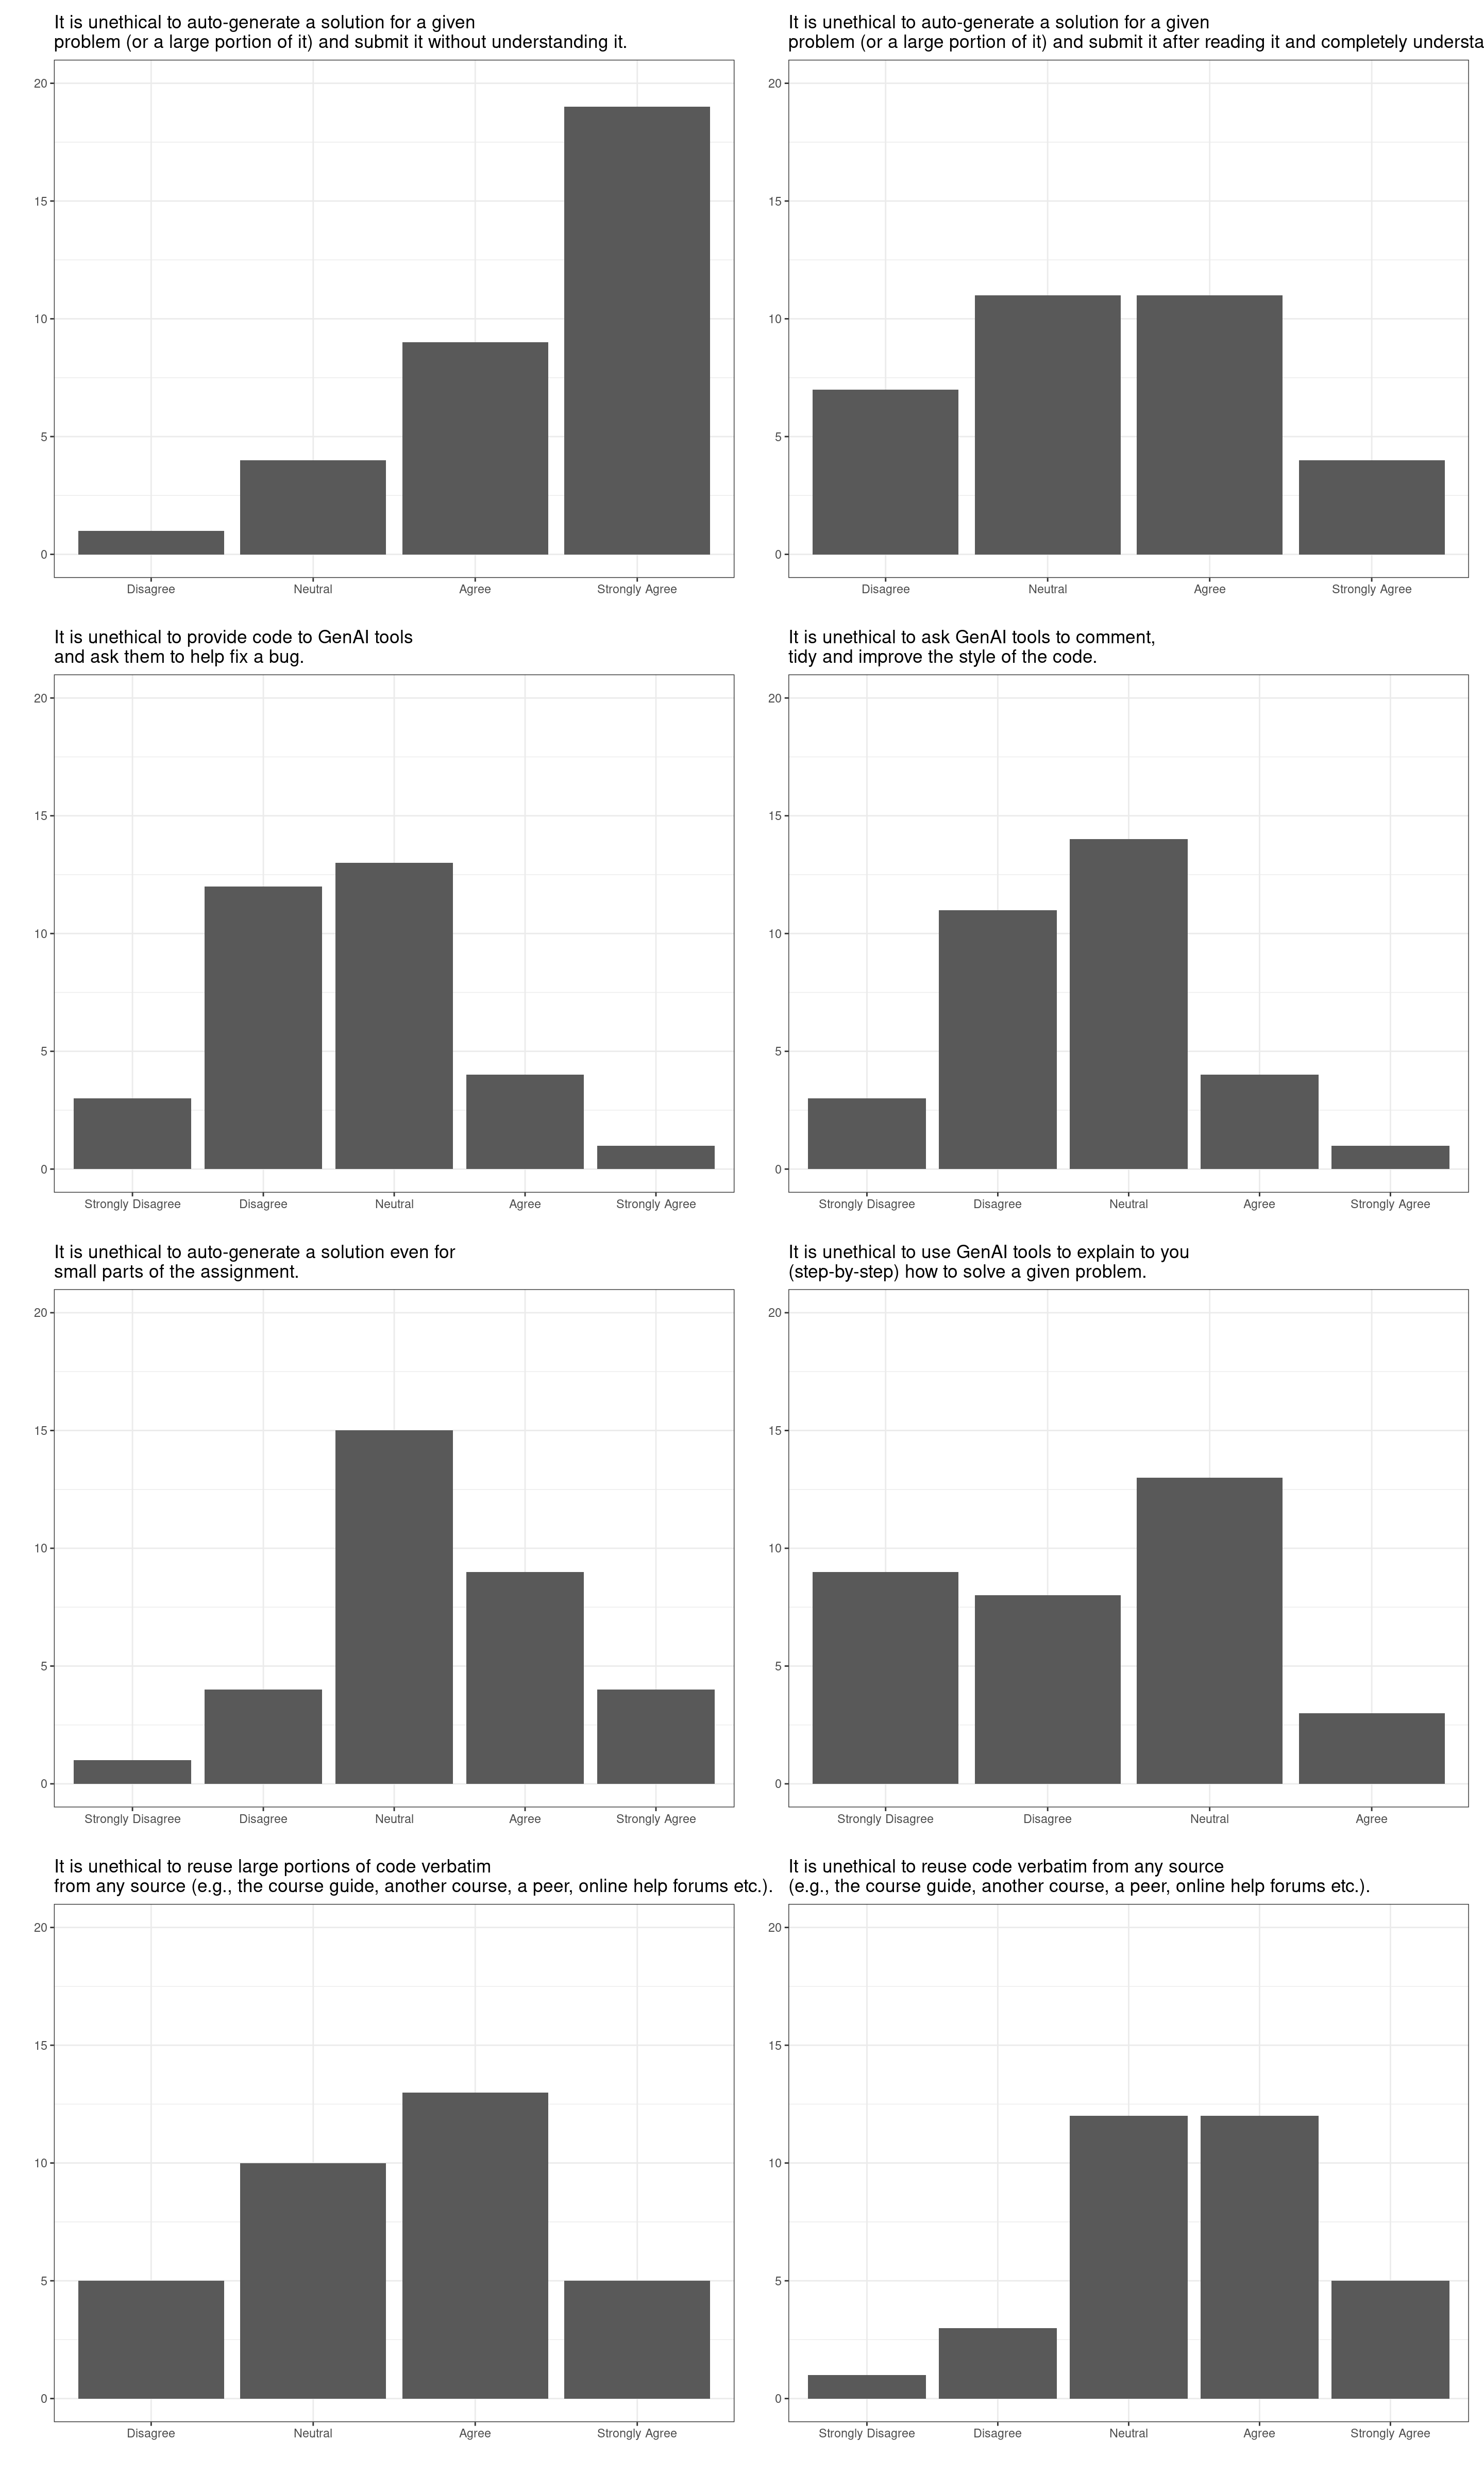 It is unethical to auto-generate a solution for a given
problem (or a large portion of it) and submit it without understanding it.
20
15
10
5
0
Disagree Neutral Agree Strongly Agree
It is unethical to auto-generate a solution for a given
problem (or a large portion of it) and submit it after reading it and completely understa
20
15
10
5
0
Disagree Neutral Agree Strongly Agree
It is unethical to provide code to GenAI tools
and ask them to help fix a bug.
20
15
10
5
0
Strongly Disagree Disagree Neutral Agree Strongly Agree
It is unethical to ask GenAI tools to comment,
tidy and improve the style of the code.
20
15
10
5
0
Strongly Disagree Disagree Neutral Agree Strongly Agree
It is unethical to auto-generate a solution even for
small parts of the assignment.
20
15
10
5
0
Strongly Disagree Disagree Neutral Agree Strongly Agree
It is unethical to use GenAI tools to explain to you
(step-by-step) how to solve a given problem.
20
15
10
5
0
Strongly Disagree Disagree Neutral Agree
It is unethical to reuse large portions of code verbatim
from any source (e.g., the course guide, another course, a peer, online help forums etc.).
20
15
10
5
0
Disagree Neutral Agree Strongly Agree
It is unethical to reuse code verbatim from any source
(e.g., the course guide, another course, a peer, online help forums etc.).
20
15
10
5
0
Strongly Disagree Disagree Neutral Agree Strongly Agree